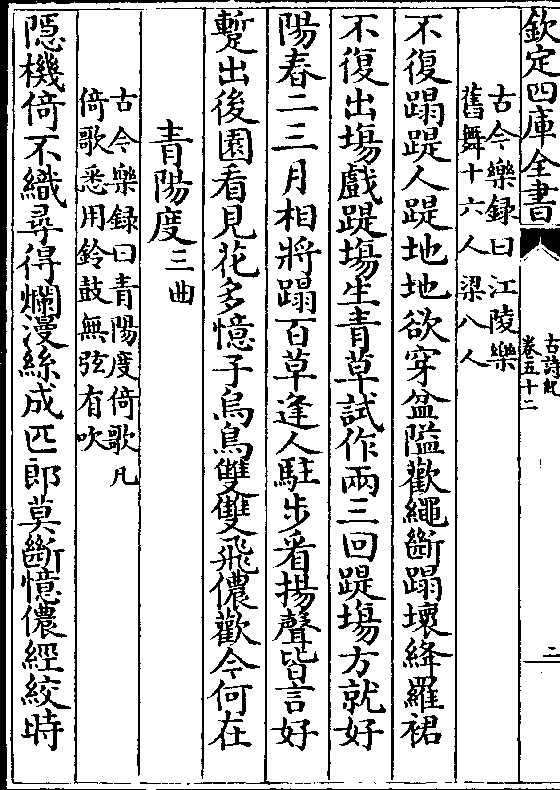 欽定四庫全書
古詩紀
卷五十二
二
古今樂録曰江陵樂
舊舞十六人梁八人
不復蹋踶人踶地地欲穿盆隘歡繩斷蹋壞絳羅裙
不復出塲戲踶塲生青草試作兩三回踶塲方就好
陽春二三月相將蹋百草逢人駐步看揚聲皆言好
蹔出後園看見花多憶子烏鳥雙雙飛儂歡今何在
青陽度三曲
古今樂録曰青陽度倚歌凡
倚歌悉用鈴鼓無弦有吹
隠機倚不織尋得爛漫絲成匹郎莫斷憶儂經絞時